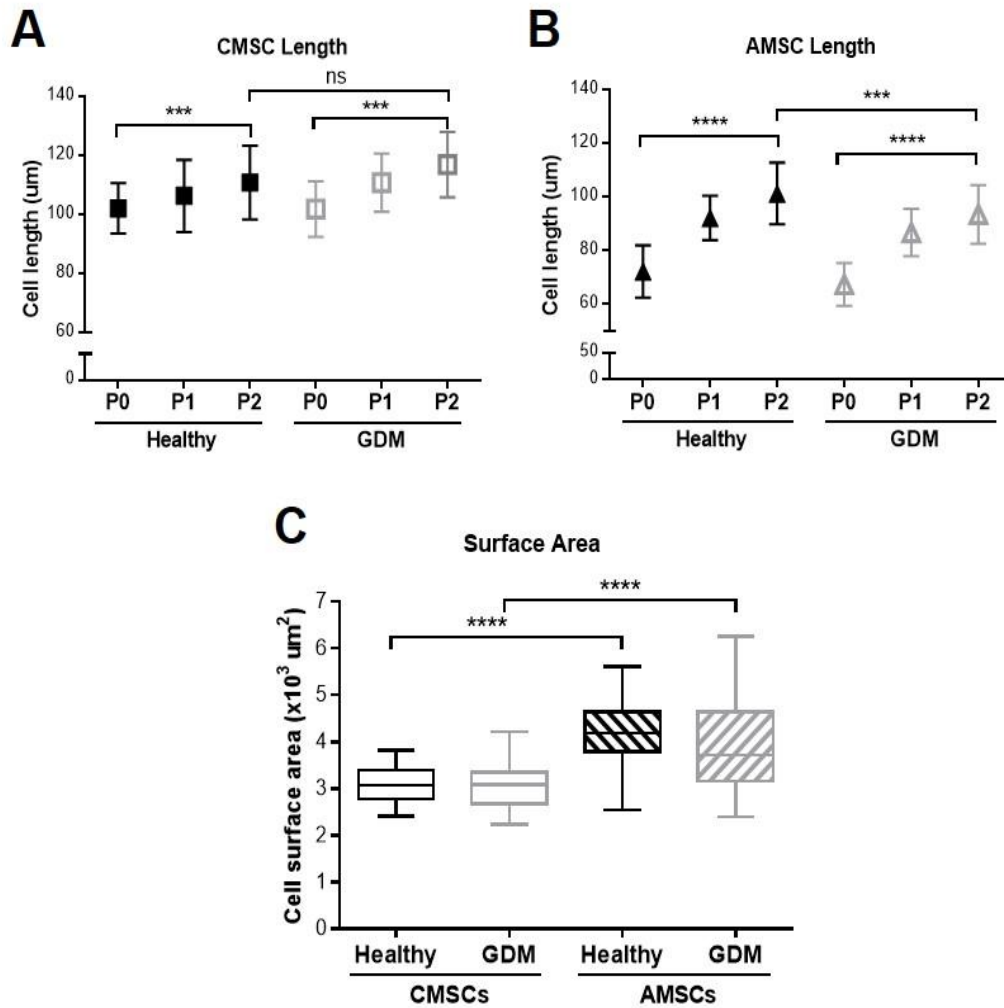 A
CMSC Length
ns
***
***
Cell length (um)
140
120
100
80
60
0
P0 P1 P2 P0 P1 P2
Healthy GDM
B
AMSC Length
***
****
****
Cell length (um)
140
120
100
80
60
50
0
P0 P1 P2 P0 P1 P2
Healthy GDM
C
Surface Area
****
****
Cell surface area (x10³ um²)
7
6
5
4
3
2
1
0
Healthy GDM Healthy GDM
CMSCs AMSCs